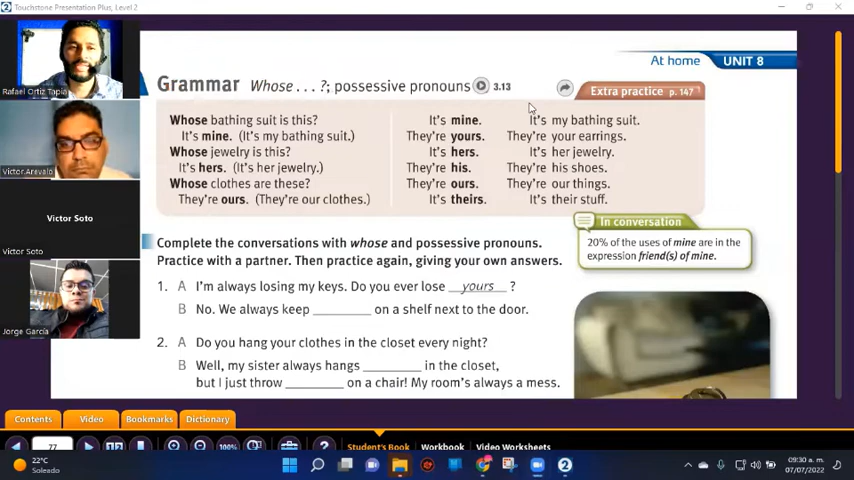 Touchstone Presentation Plus, Level 2
Rafael Ortiz Tapia
Victor Arevalo
Victor Soto
Victor Soto
Jorge García
At home UNIT 8
Grammar Whose . . . ?; possessive pronouns 3.13
Extra practice p. 147
Whose bathing suit is this?
It's mine. (It's my bathing suit.)
Whose jewelry is this?
It's hers. (It's her jewelry.)
Whose clothes are these?
They're ours. (They're our clothes.)
It's mine. It's my bathing suit.
They're yours. They're your earrings.
It's hers. It's her jewelry.
They're his. They're his shoes.
They're ours. They're our things.
It's theirs. It's their stuff.
In conversation
20% of the uses of mine are in the
expression friend(s) of mine.
Complete the conversations with whose and possessive pronouns.
Practice with a partner. Then practice again, giving your own answers.
1. A I'm always losing my keys. Do you ever lose yours ?
B No. We always keep ________ on a shelf next to the door.
2. A Do you hang your clothes in the closet every night?
B Well, my sister always hangs ________ in the closet,
but I just throw ________ on a chair! My room's always a mess.
Contents Video Bookmarks Dictionary
77 100% ? Student's Book Workbook Video Worksheets
22°C
Soleado
09:30 a. m.
07/07/2022